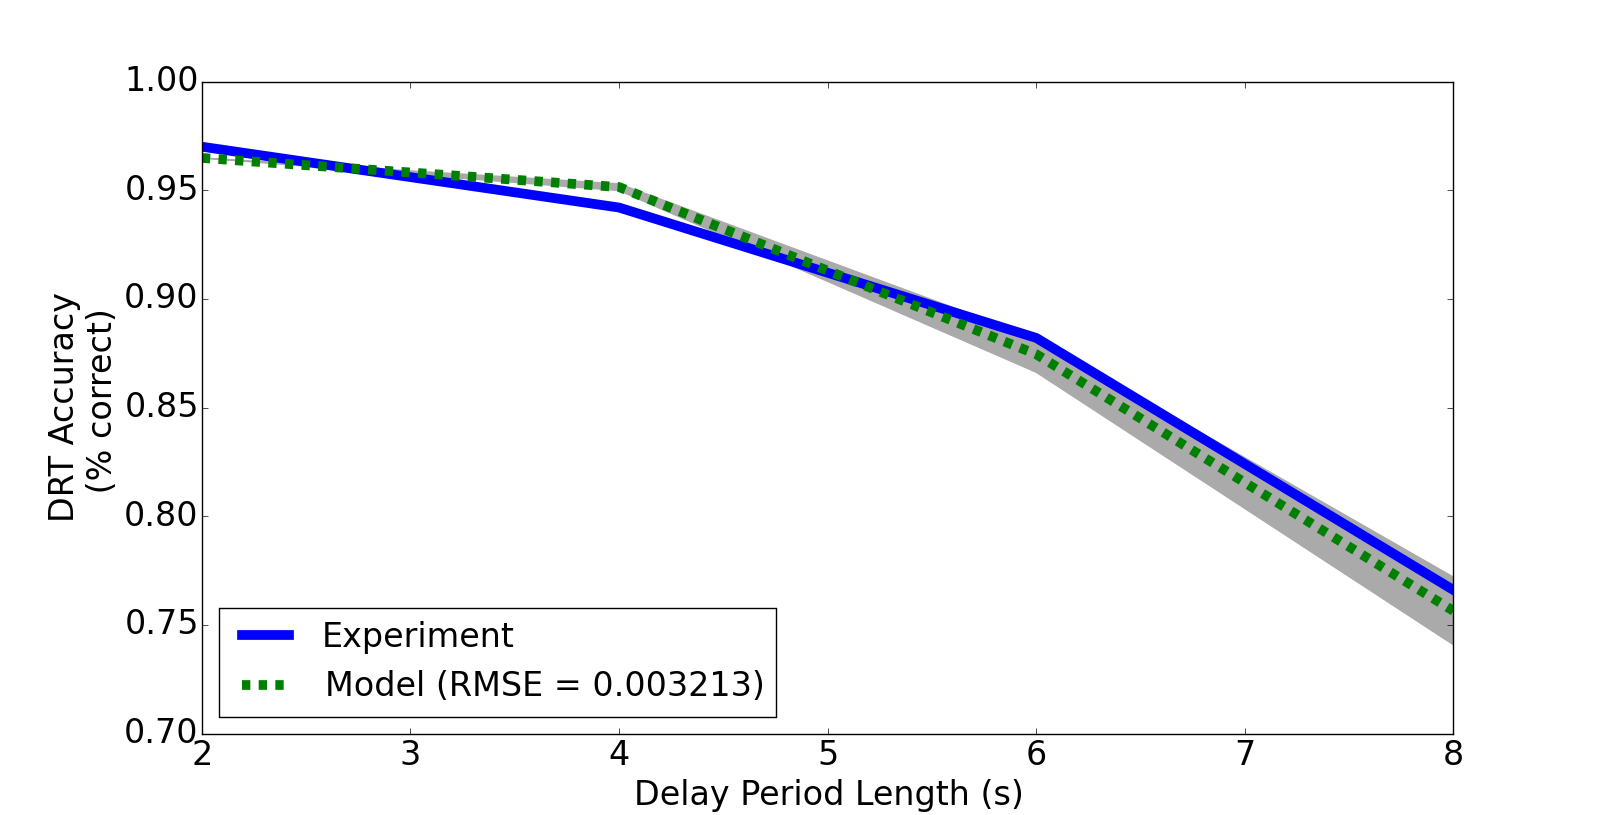 1.00
0.95
0.90
0.85
0.80
0.75
0.70
DRT Accuracy
(% correct)
Experiment
Model (RMSE = 0.003213)
2 3 4 5 6 7 8
Delay Period Length (s)